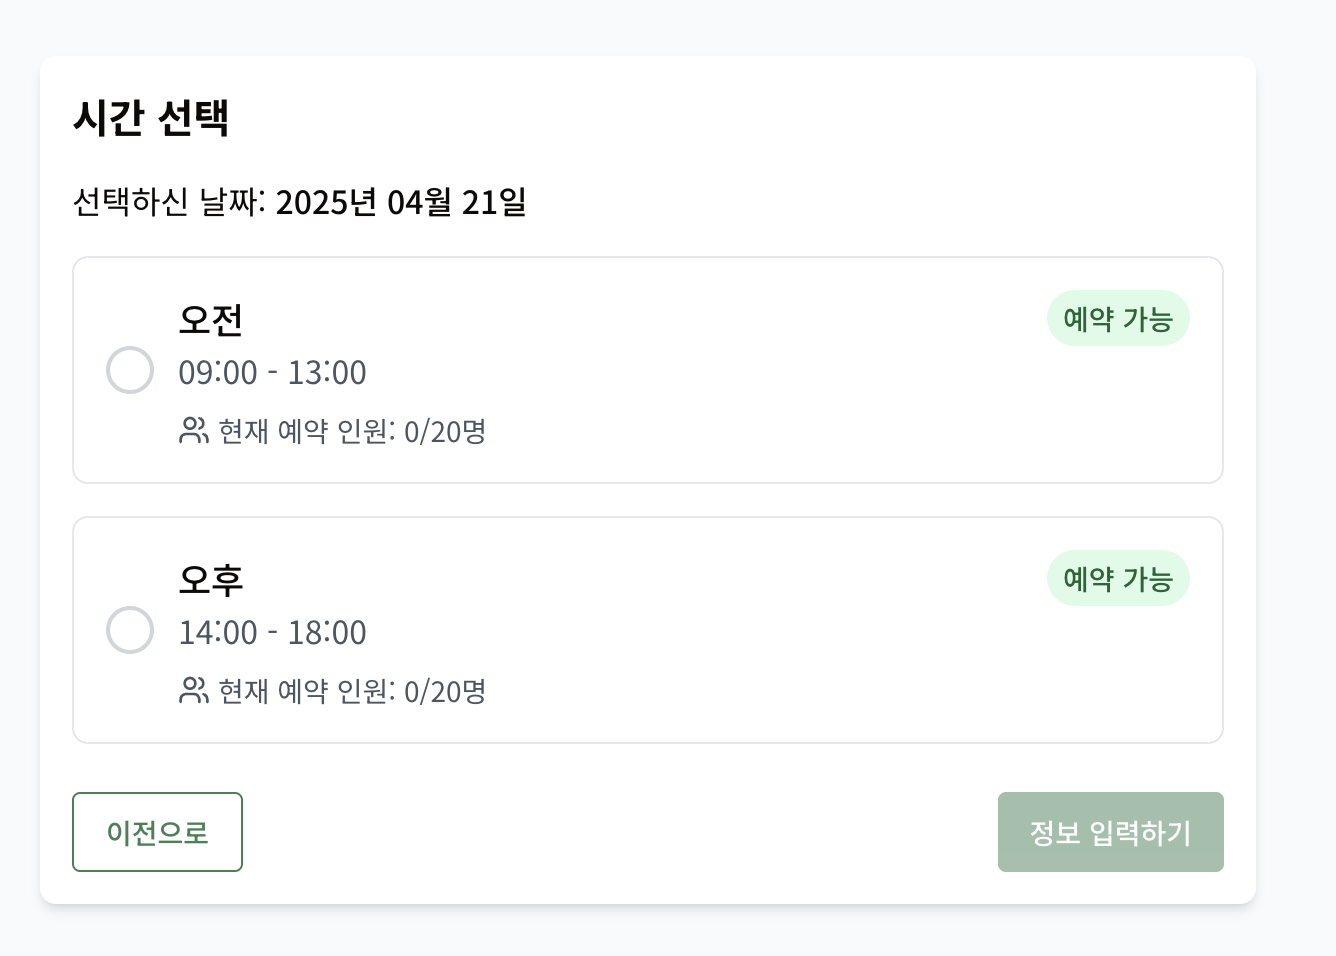 시간 선택
선택하신 날짜: 2025년 04월 21일
오전
예약 가능
09:00 - 13:00
현재 예약 인원: 0/20명
오후
예약 가능
14:00 - 18:00
현재 예약 인원: 0/20명
이전으로
정보 입력하기